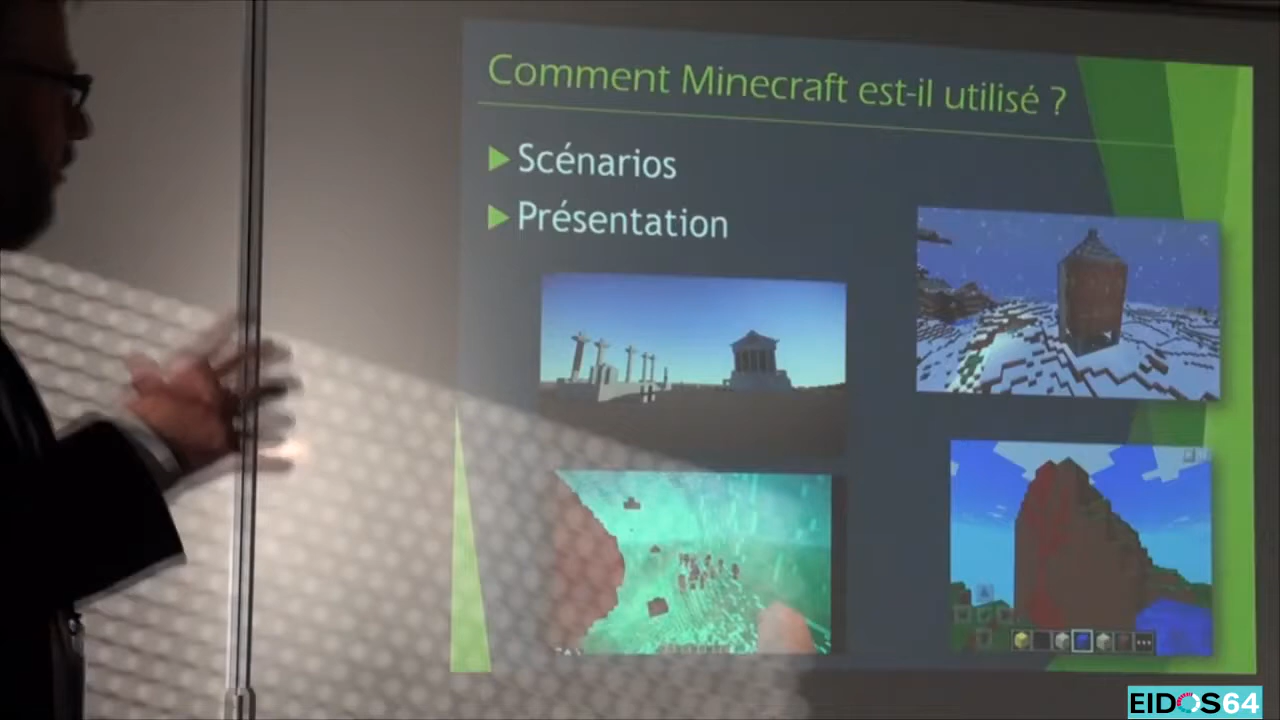 Comment Minecraft est-il utilisé ?
Scénarios
Présentation
EIDOS64